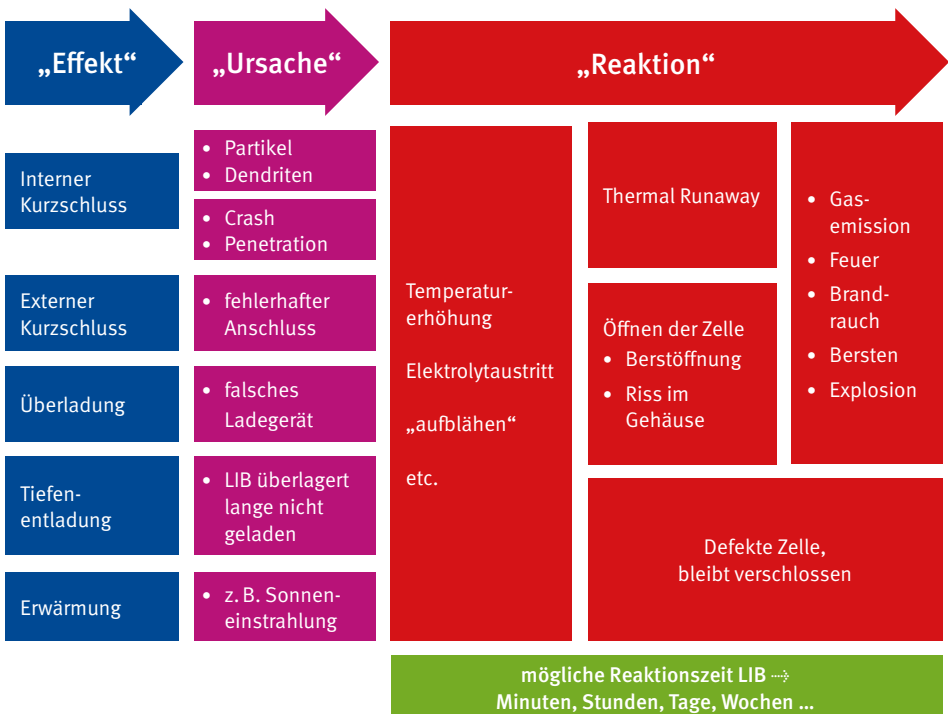 „Effekt“
„Ursache“
„Reaktion“
Interner
Kurzschluss
• Partikel
• Dendriten
• Crash
• Penetration
Externer
Kurzschluss
• fehlerhafter
Anschluss
Überladung
• falsches
Ladegerät
Tiefen-
entladung
• LIB überlagert
lange nicht
geladen
Erwärmung
• z. B. Sonnen-
einstrahlung
Temperatur-
erhöhung
Elektrolytaustritt
„aufblähen“
etc.
Thermal Runaway
Öffnen der Zelle
• Berstöffnung
• Riss im
Gehäuse
• Gas-
emission
• Feuer
• Brand-
rauch
• Bersten
• Explosion
Defekte Zelle,
bleibt verschlossen
mögliche Reaktionszeit LIB ⤑
Minuten, Stunden, Tage, Wochen ...